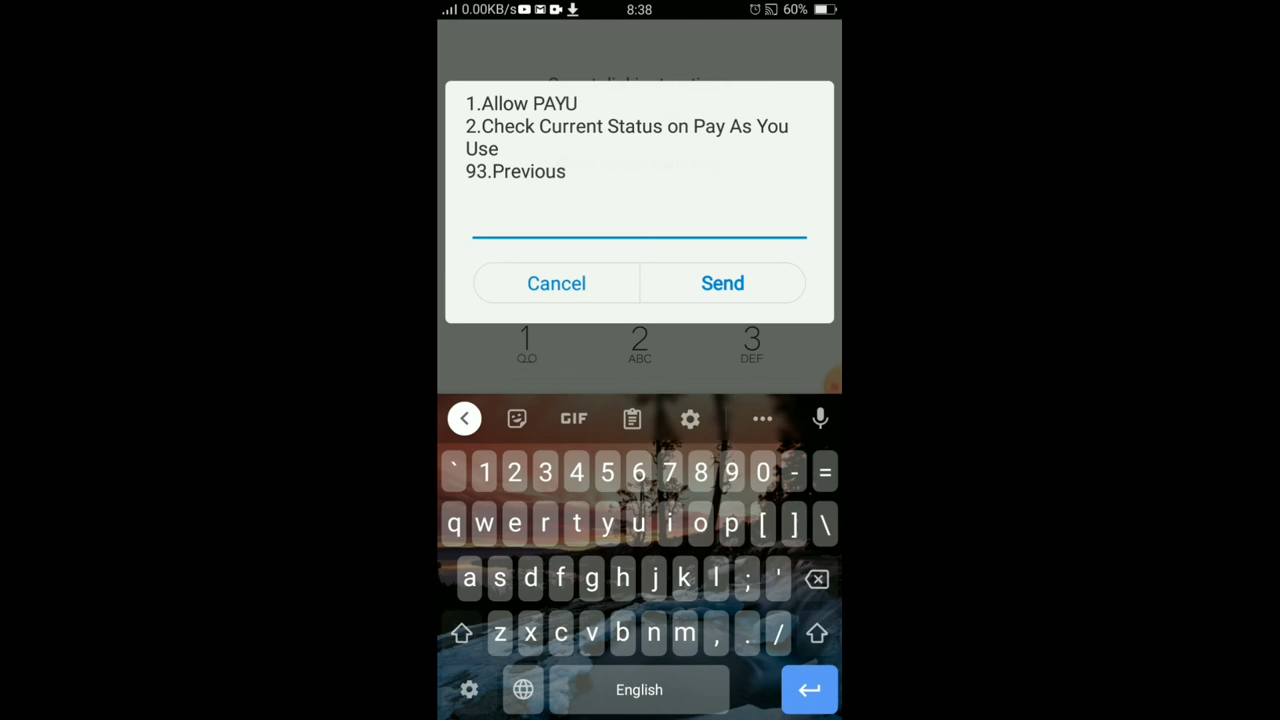 0.00KB/s 8:38 60%
1.Allow PAYU
2.Check Current Status on Pay As You
Use
93.Previous
Cancel Send
1 2 3
ABC DEF
GIF
` 1 2 3 4 5 6 7 8 9 0 - =
q w e r t y u i o p [ ] \
a s d f g h j k l ; '
z x c v b n m , . /
English